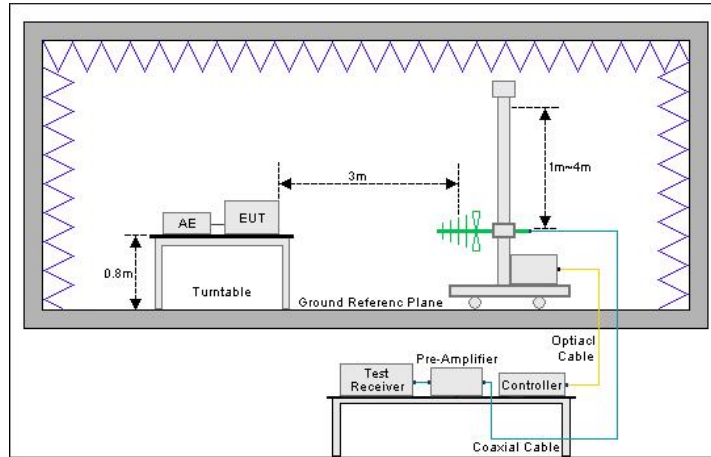 3m
1m~4m
AE
EUT
0.8m
Turntable
Ground Referenc Plane
Optiacl
Cable
Pre-Amplifier
Test
Receiver
Controller
Coaxial Cable